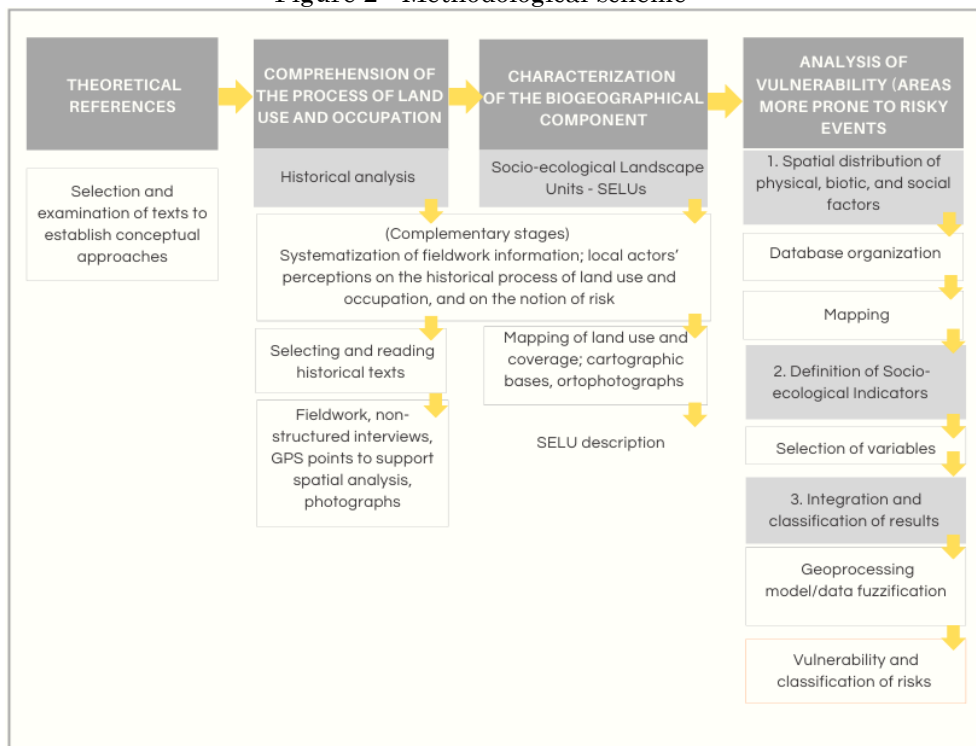 Figure 2 - Methodological scheme
THEORETICAL
REFERENCES
Selection and
examination of texts to
establish conceptual
approaches
COMPREHENSION OF
THE PROCESS OF LAND
USE AND OCCUPATION
Historical analysis
CHARACTERIZATION
OF THE BIOGEOGRAPHICAL
COMPONENT
Socio-ecological Landscape
Units - SELUs
(Complementary stages)
Systematization of fieldwork information; local actors'
perceptions on the historical process of land use and
occupation, and on the notion of risk
Selecting and reading
historical texts
Fieldwork, non-
structured interviews,
GPS points to support
spatial analysis,
photographs
Mapping of land use and
coverage; cartographic
bases, ortophotographs
SELU description
ANALYSIS OF
VULNERABILITY (AREAS
MORE PRONE TO RISKY
EVENTS
1. Spatial distribution of
physical, biotic, and social
factors
Database organization
Mapping
2. Definition of Socio-
ecological Indicators
Selection of variables
3. Integration and
classification of results
Geoprocessing
model/data fuzzification
Vulnerability and
classification of risks